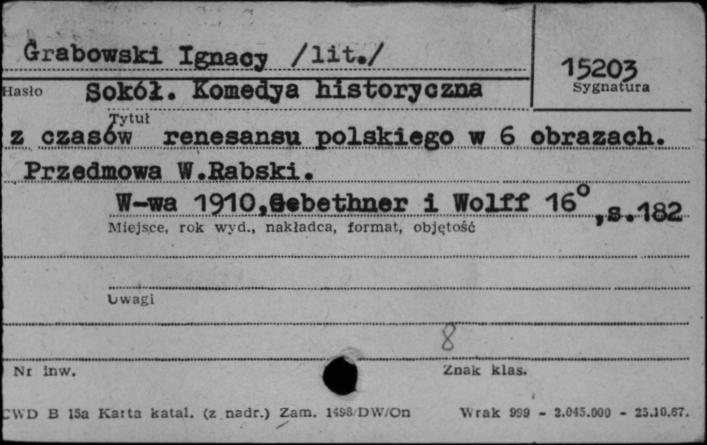 Grabowski Ignacy /lit./
15203
Hasło Sokół. Komedya historyczna
Sygnatura
Tytuł
z czasów renesansu polskiego w 6 obrazach.
Przedmowa W.Rabski.
W-wa 1910,Gebethner i Wolff 16°,s.182
Miejsce, rok wyd., nakładca, format, objętość
Uwagi
8
Nr inw.
Znak klas.
CWD B 15a Karta katal. (z nadr.) Zam. 1498/DW/On Wrak 999 - 2.045.000 - 25.10.67.